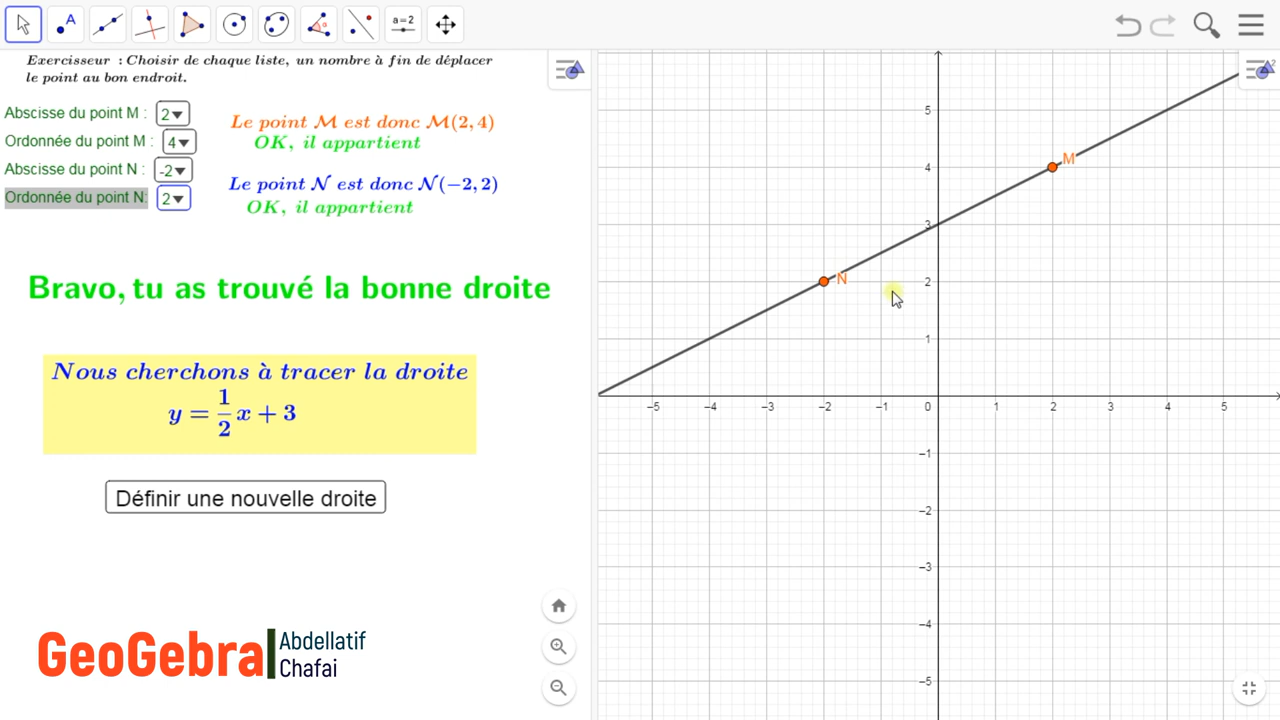 A
a=2
Exercisseur : Choisir de chaque liste, un nombre à fin de déplacer
le point au bon endroit.
Abscisse du point M : 2
Ordonnée du point M : 4
Abscisse du point N : -2
Ordonnée du point N: 2
Le point M est donc M(2, 4)
OK, il appartient
Le point N est donc N(−2, 2)
OK, il appartient
Bravo, tu as trouvé la bonne droite
Nous cherchons à tracer la droite
y = 1/2 x + 3
Définir une nouvelle droite
GeoGebra
Abdellatif
Chafai
M
N
5
4
3
2
1
−5 −4 −3 −2 −1 0 1 2 3 4 5
−1
−2
−3
−4
−5